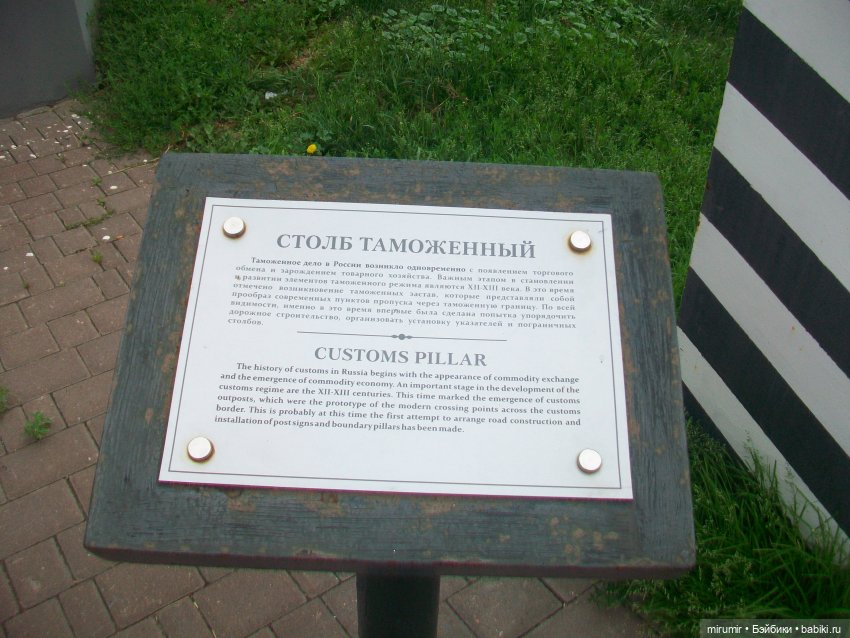 СТОЛБ ТАМОЖЕННЫЙ
Таможенное дело в России возникло одновременно с появлением торгового
обмена и зарождением товарного хозяйства. Важным этапом в становлении
и развитии элементов таможенного режима являются XII-XIII века. В это время
отмечено возникновение таможенных застав, которые представляли собой
прообраз современных пунктов пропуска через таможенную границу. По всей
видимости, именно в это время впервые была сделана попытка упорядочить
дорожное строительство, организовать установку указателей и пограничных
столбов.
CUSTOMS PILLAR
The history of customs in Russia begins with the appearance of commodity exchange
and the emergence of commodity economy. An important stage in the development of the
customs regime are the XII-XIII centuries. This time marked the emergence of customs
outposts, which were the prototype of the modern crossing points across the customs
border. This is probably at this time the first attempt to arrange road construction and
installation of post signs and boundary pillars has been made.
mirumir • Бэйбики • babiki.ru